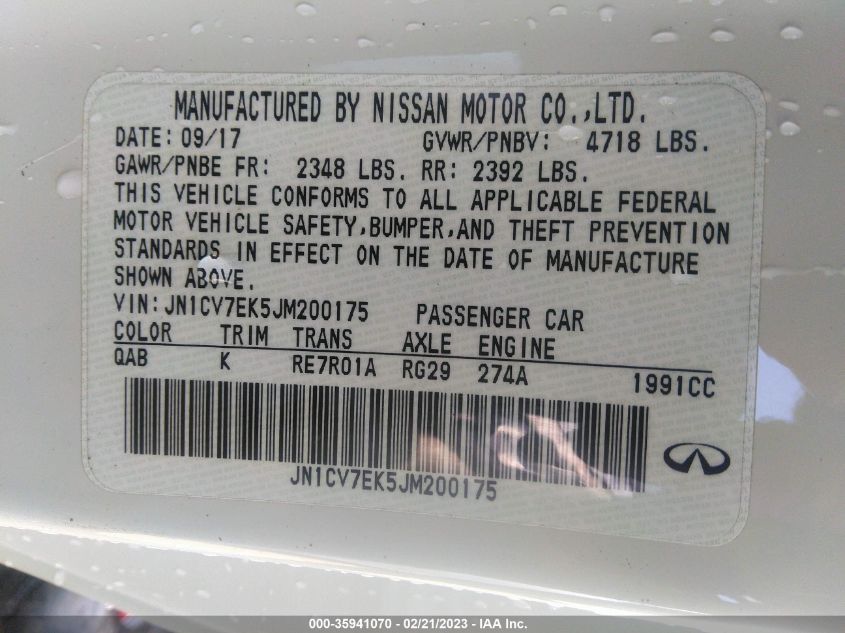 MANUFACTURED BY NISSAN MOTOR CO.,LTD.
DATE: 09/17 GVWR/PNBV: 4718 LBS.
GAWR/PNBE FR: 2348 LBS. RR: 2392 LBS.
THIS VEHICLE CONFORMS TO ALL APPLICABLE FEDERAL
MOTOR VEHICLE SAFETY,BUMPER,AND THEFT PREVENTION
STANDARDS IN EFFECT ON THE DATE OF MANUFACTURE
SHOWN ABOVE.
VIN:JN1CV7EK5JM200175 PASSENGER CAR
COLOR TRIM TRANS AXLE ENGINE
QAB K RE7R01A RG29 274A 1991CC
JN1CV7EK5JM200175
000-35941070 - 02/21/2023 - IAA Inc.